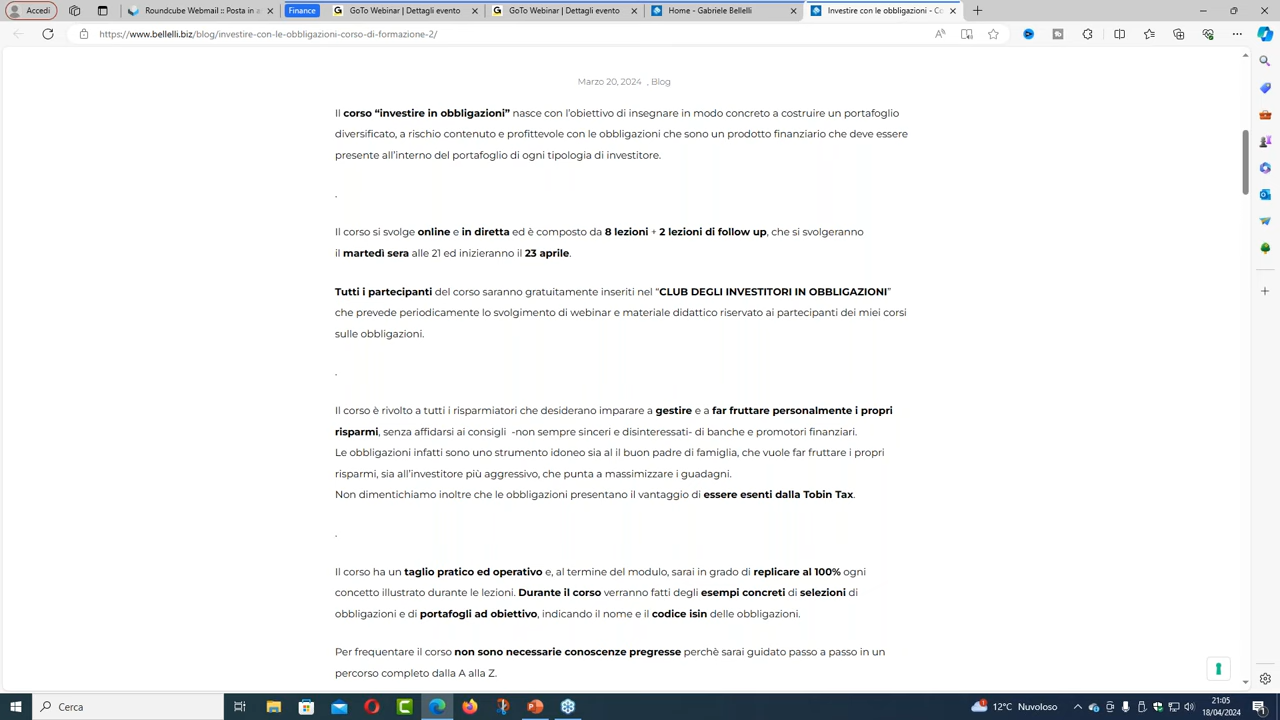 Accedi
Roundcube Webmail :: Posta in a
Finance
GoTo Webinar | Dettagli evento
GoTo Webinar | Dettagli evento
Home - Gabriele Bellelli
Investire con le obbligazioni - Co
https://www.bellelli.biz/blog/investire-con-le-obbligazioni-corso-di-formazione-2/
Marzo 20, 2024 , Blog
Il corso “investire in obbligazioni” nasce con l’obiettivo di insegnare in modo concreto a costruire un portafoglio
diversificato, a rischio contenuto e profittevole con le obbligazioni che sono un prodotto finanziario che deve essere
presente all’interno del portafoglio di ogni tipologia di investitore.
.
Il corso si svolge online e in diretta ed è composto da 8 lezioni + 2 lezioni di follow up, che si svolgeranno
il martedì sera alle 21 ed inizieranno il 23 aprile.
Tutti i partecipanti del corso saranno gratuitamente inseriti nel “CLUB DEGLI INVESTITORI IN OBBLIGAZIONI”
che prevede periodicamente lo svolgimento di webinar e materiale didattico riservato ai partecipanti dei miei corsi
sulle obbligazioni.
.
Il corso è rivolto a tutti i risparmiatori che desiderano imparare a gestire e a far fruttare personalmente i propri
risparmi, senza affidarsi ai consigli -non sempre sinceri e disinteressati- di banche e promotori finanziari.
Le obbligazioni infatti sono uno strumento idoneo sia al il buon padre di famiglia, che vuole far fruttare i propri
risparmi, sia all’investitore più aggressivo, che punta a massimizzare i guadagni.
Non dimentichiamo inoltre che le obbligazioni presentano il vantaggio di essere esenti dalla Tobin Tax.
.
Il corso ha un taglio pratico ed operativo e, al termine del modulo, sarai in grado di replicare al 100% ogni
concetto illustrato durante le lezioni. Durante il corso verranno fatti degli esempi concreti di selezioni di
obbligazioni e di portafogli ad obiettivo, indicando il nome e il codice isin delle obbligazioni.
Per frequentare il corso non sono necessarie conoscenze pregresse perchè sarai guidato passo a passo in un
percorso completo dalla A alla Z.
Cerca
12°C Nuvoloso
21:05
18/04/2024